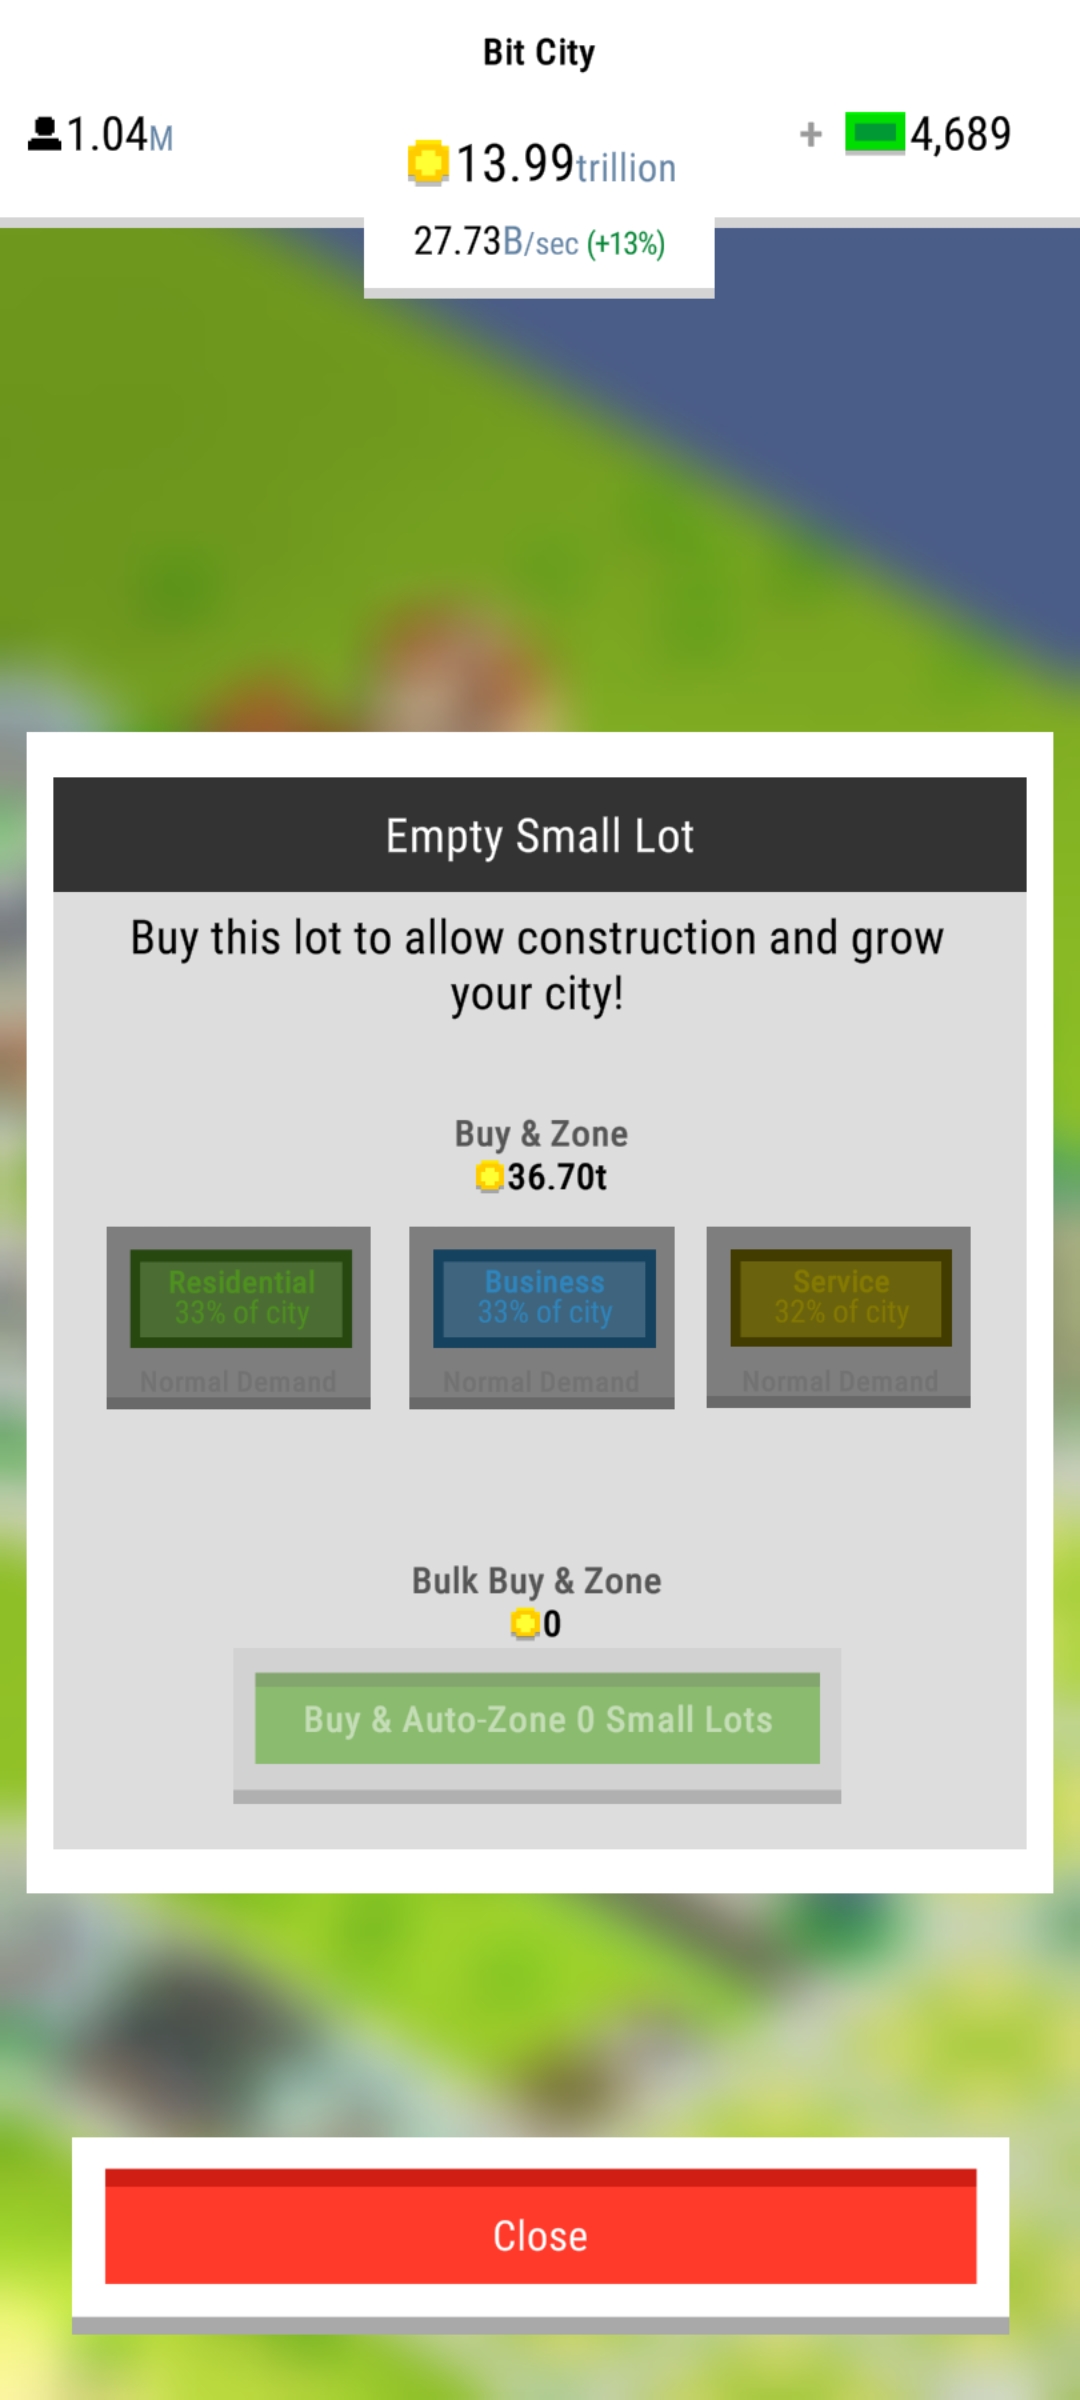 Bit City
1.04M
13.99trillion
+ 4,689
27.73B/sec (+13%)
Empty Small Lot
Buy this lot to allow construction and grow
your city!
Buy & Zone
36.70t
Residential
33% of city
Normal Demand
Business
33% of city
Normal Demand
Service
32% of city
Normal Demand
Bulk Buy & Zone
0
Buy & Auto-Zone 0 Small Lots
Close